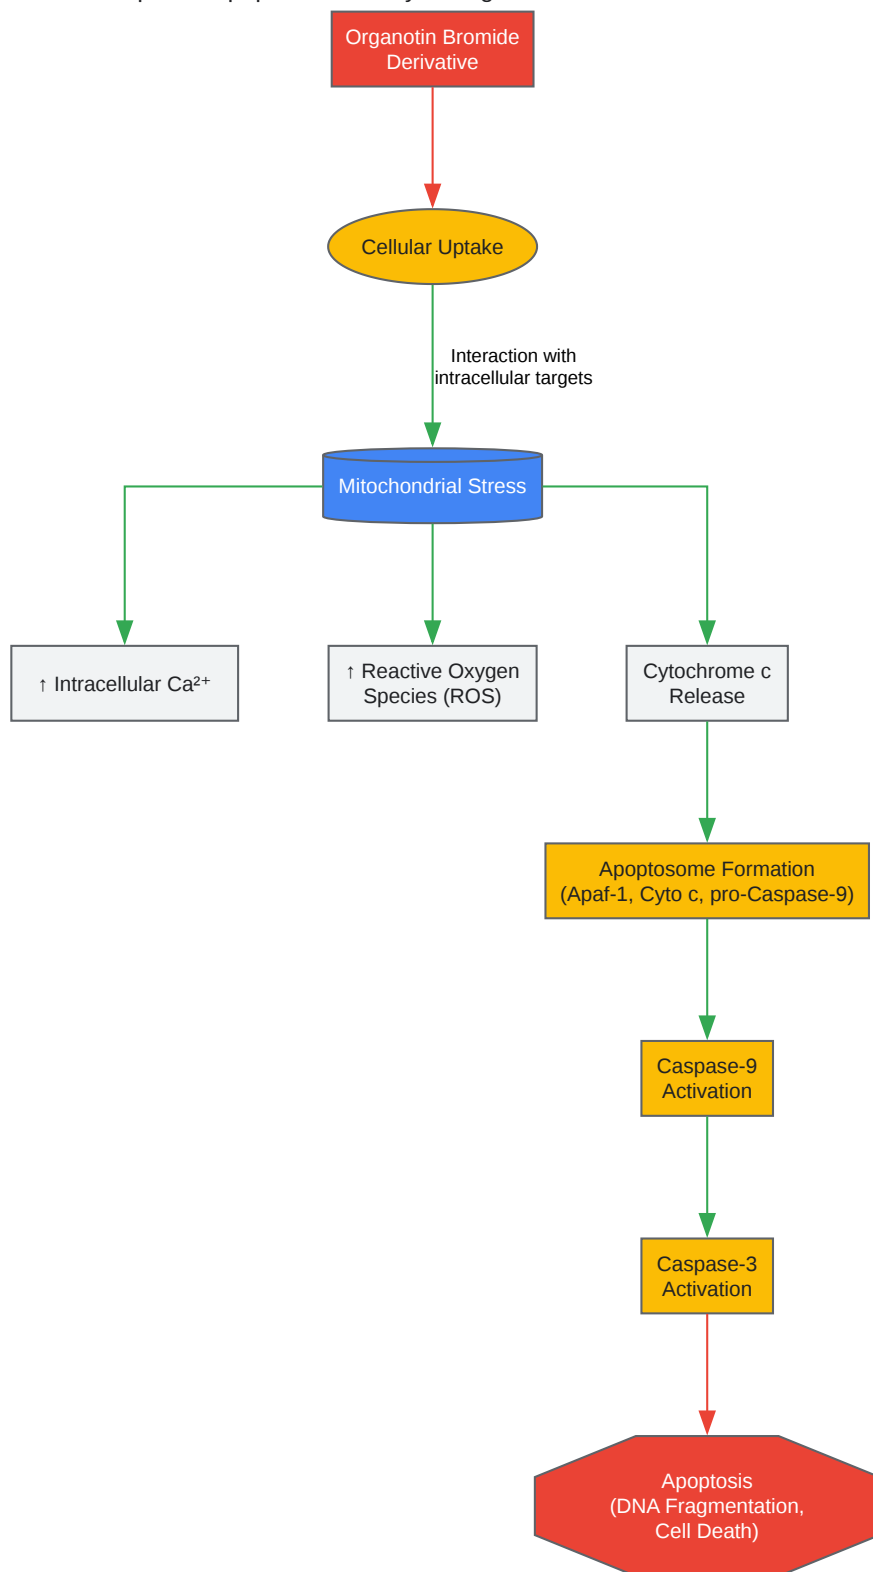 Organotin Bromide
Derivative
Cellular Uptake
Interaction with
intracellular targets
Mitochondrial Stress
↑ Intracellular Ca²⁺
↑ Reactive Oxygen
Species (ROS)
Cytochrome c
Release
Apoptosome Formation
(Apaf-1, Cyto c, pro-Caspase-9)
Caspase-9
Activation
Caspase-3
Activation
Apoptosis
(DNA Fragmentation,
Cell Death)